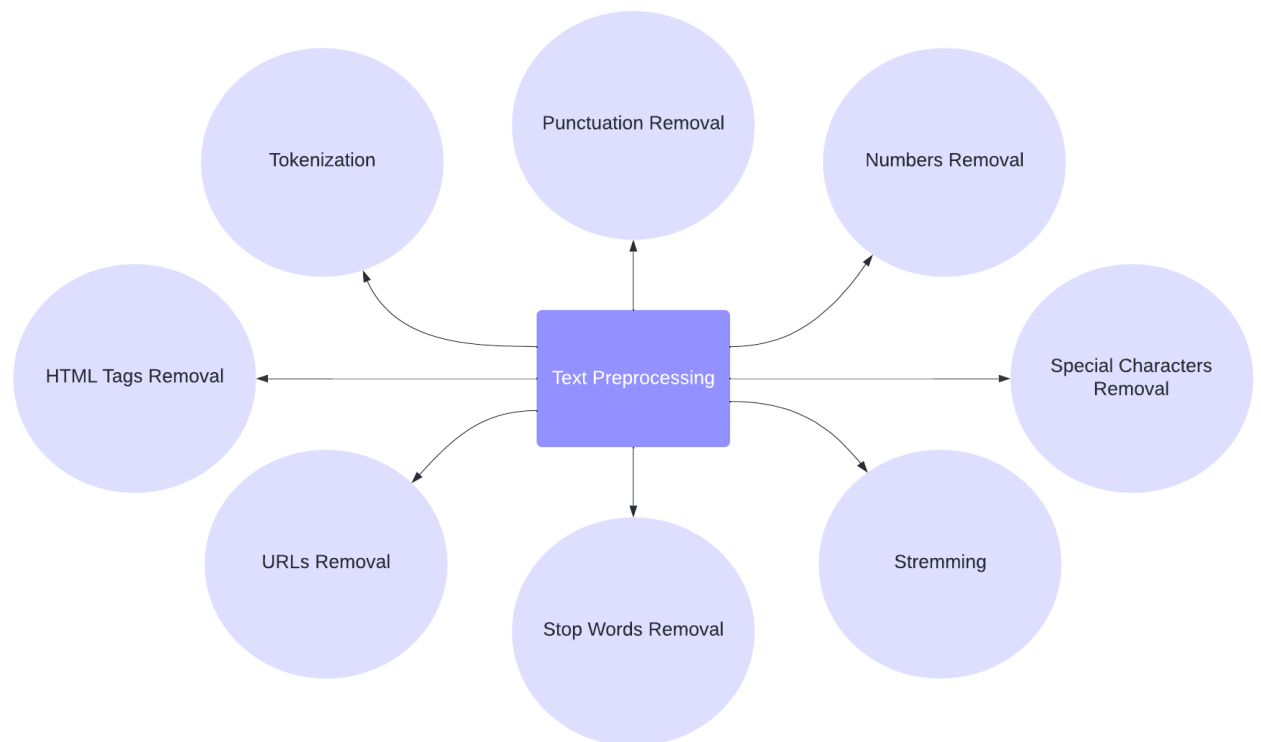 Punctuation Removal
Tokenization
Numbers Removal
HTML Tags Removal
Text Preprocessing
Special Characters
Removal
URLs Removal
Stremming
Stop Words Removal